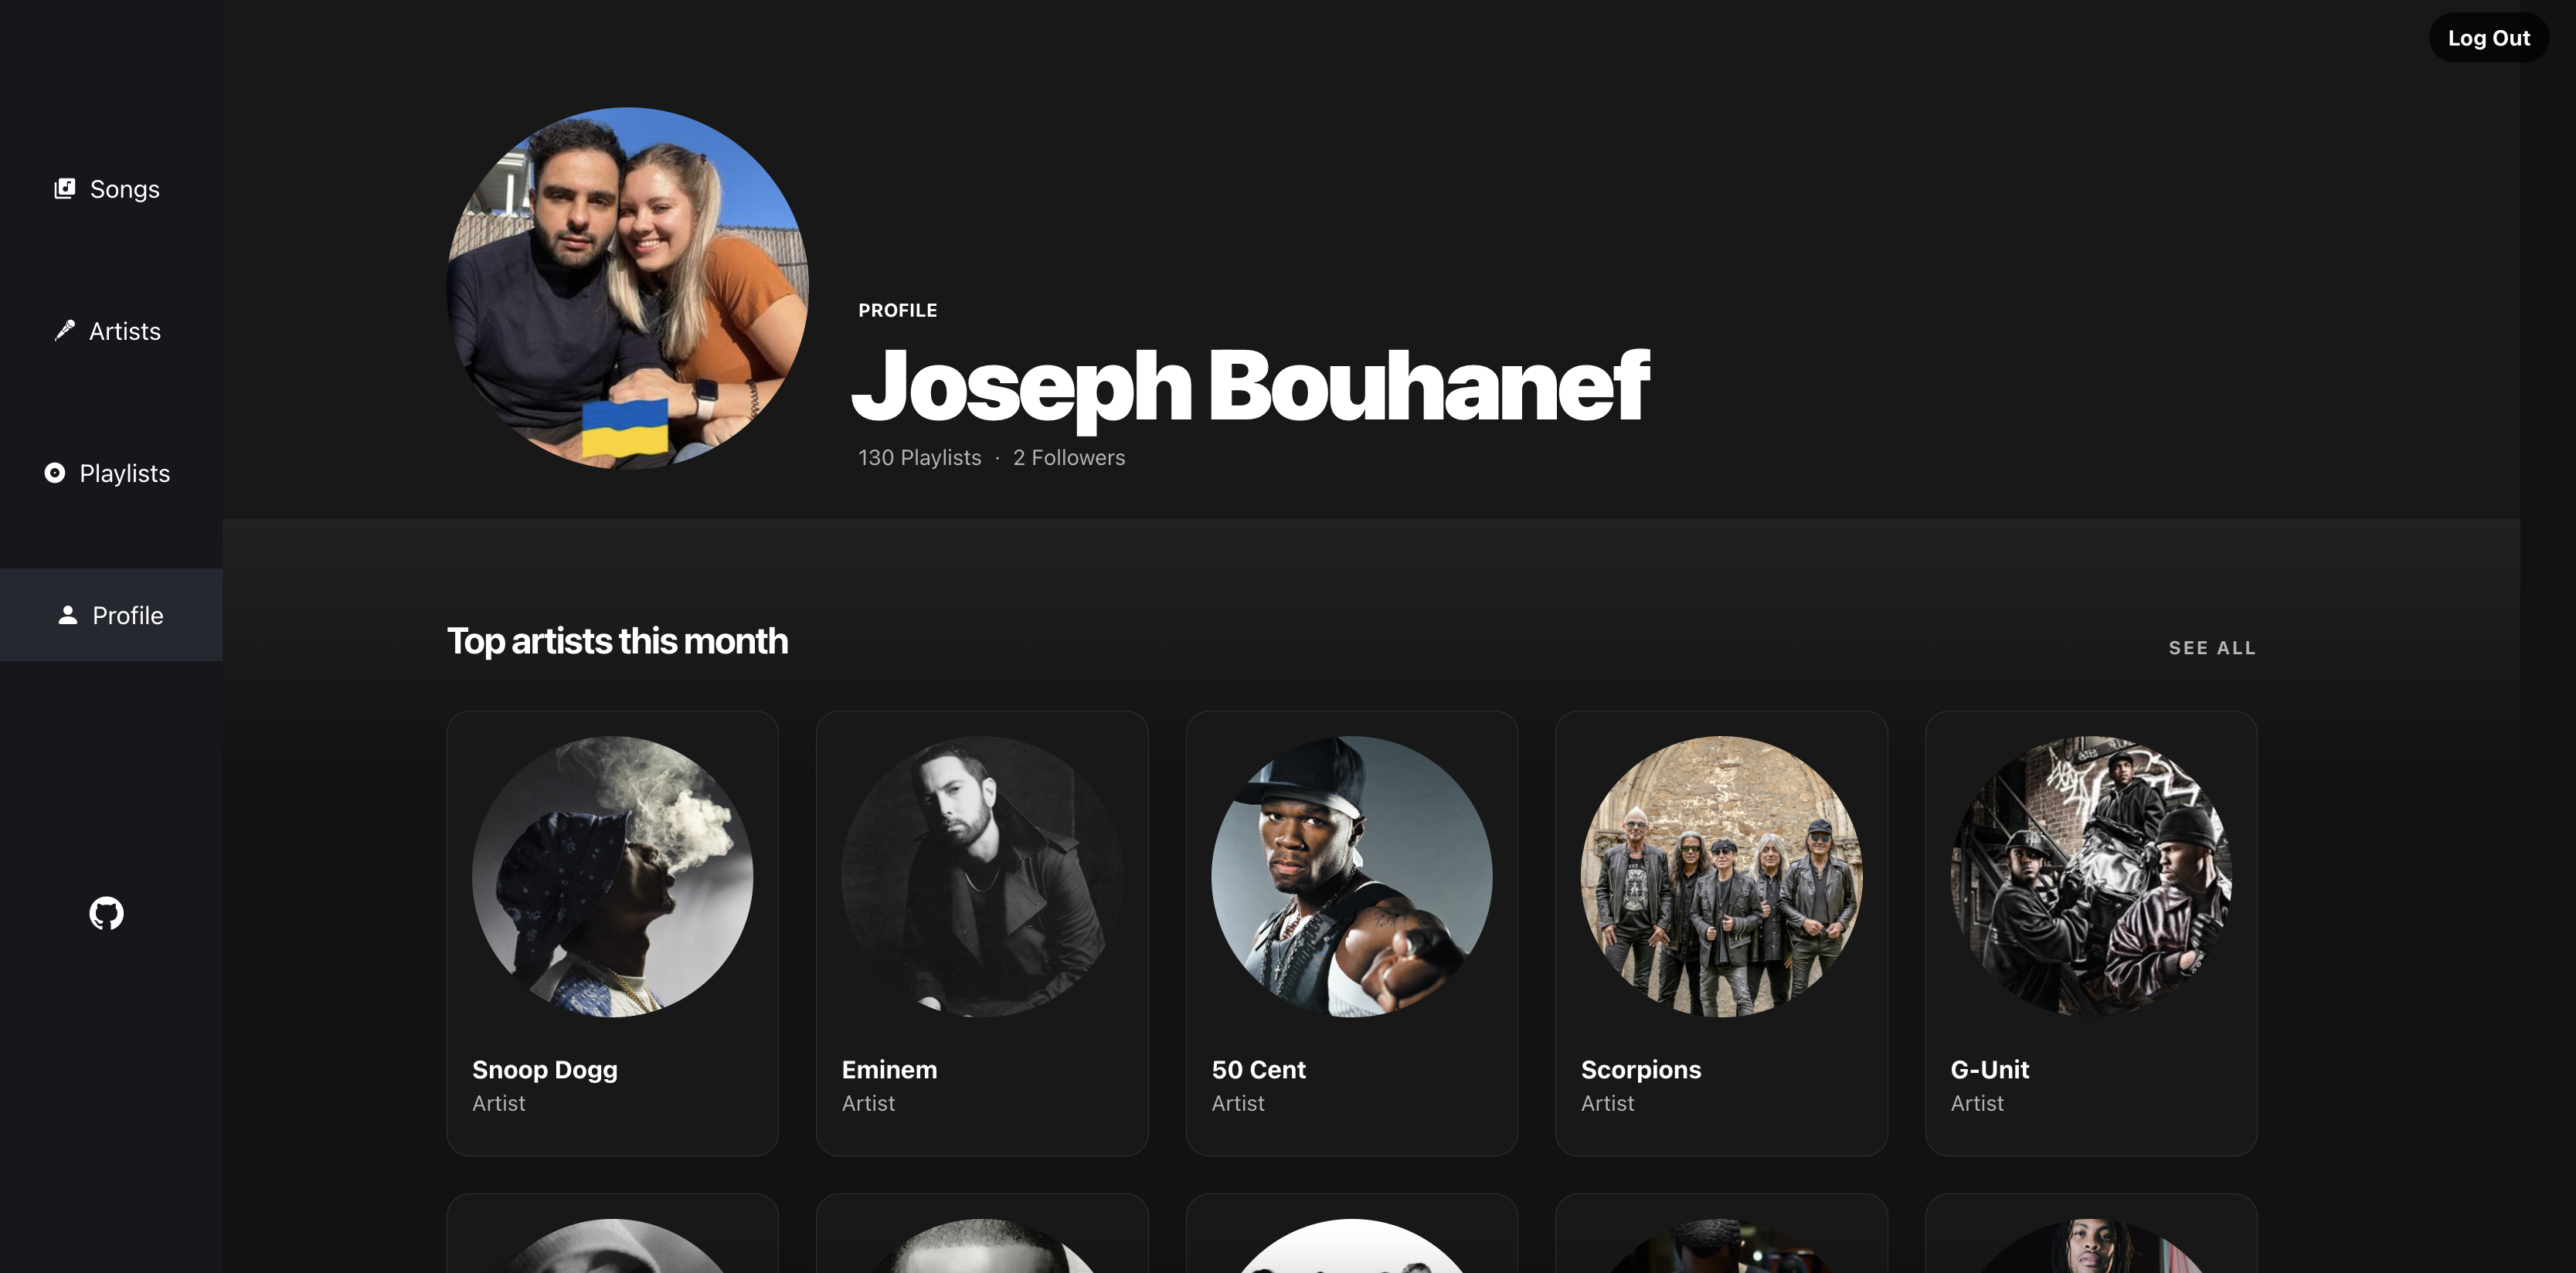 Log Out
Songs
Artists
Playlists
Profile
PROFILE
Joseph Bouhanef
130 Playlists · 2 Followers
Top artists this month
SEE ALL
Snoop Dogg
Artist
Eminem
Artist
50 Cent
Artist
Scorpions
Artist
G-Unit
Artist